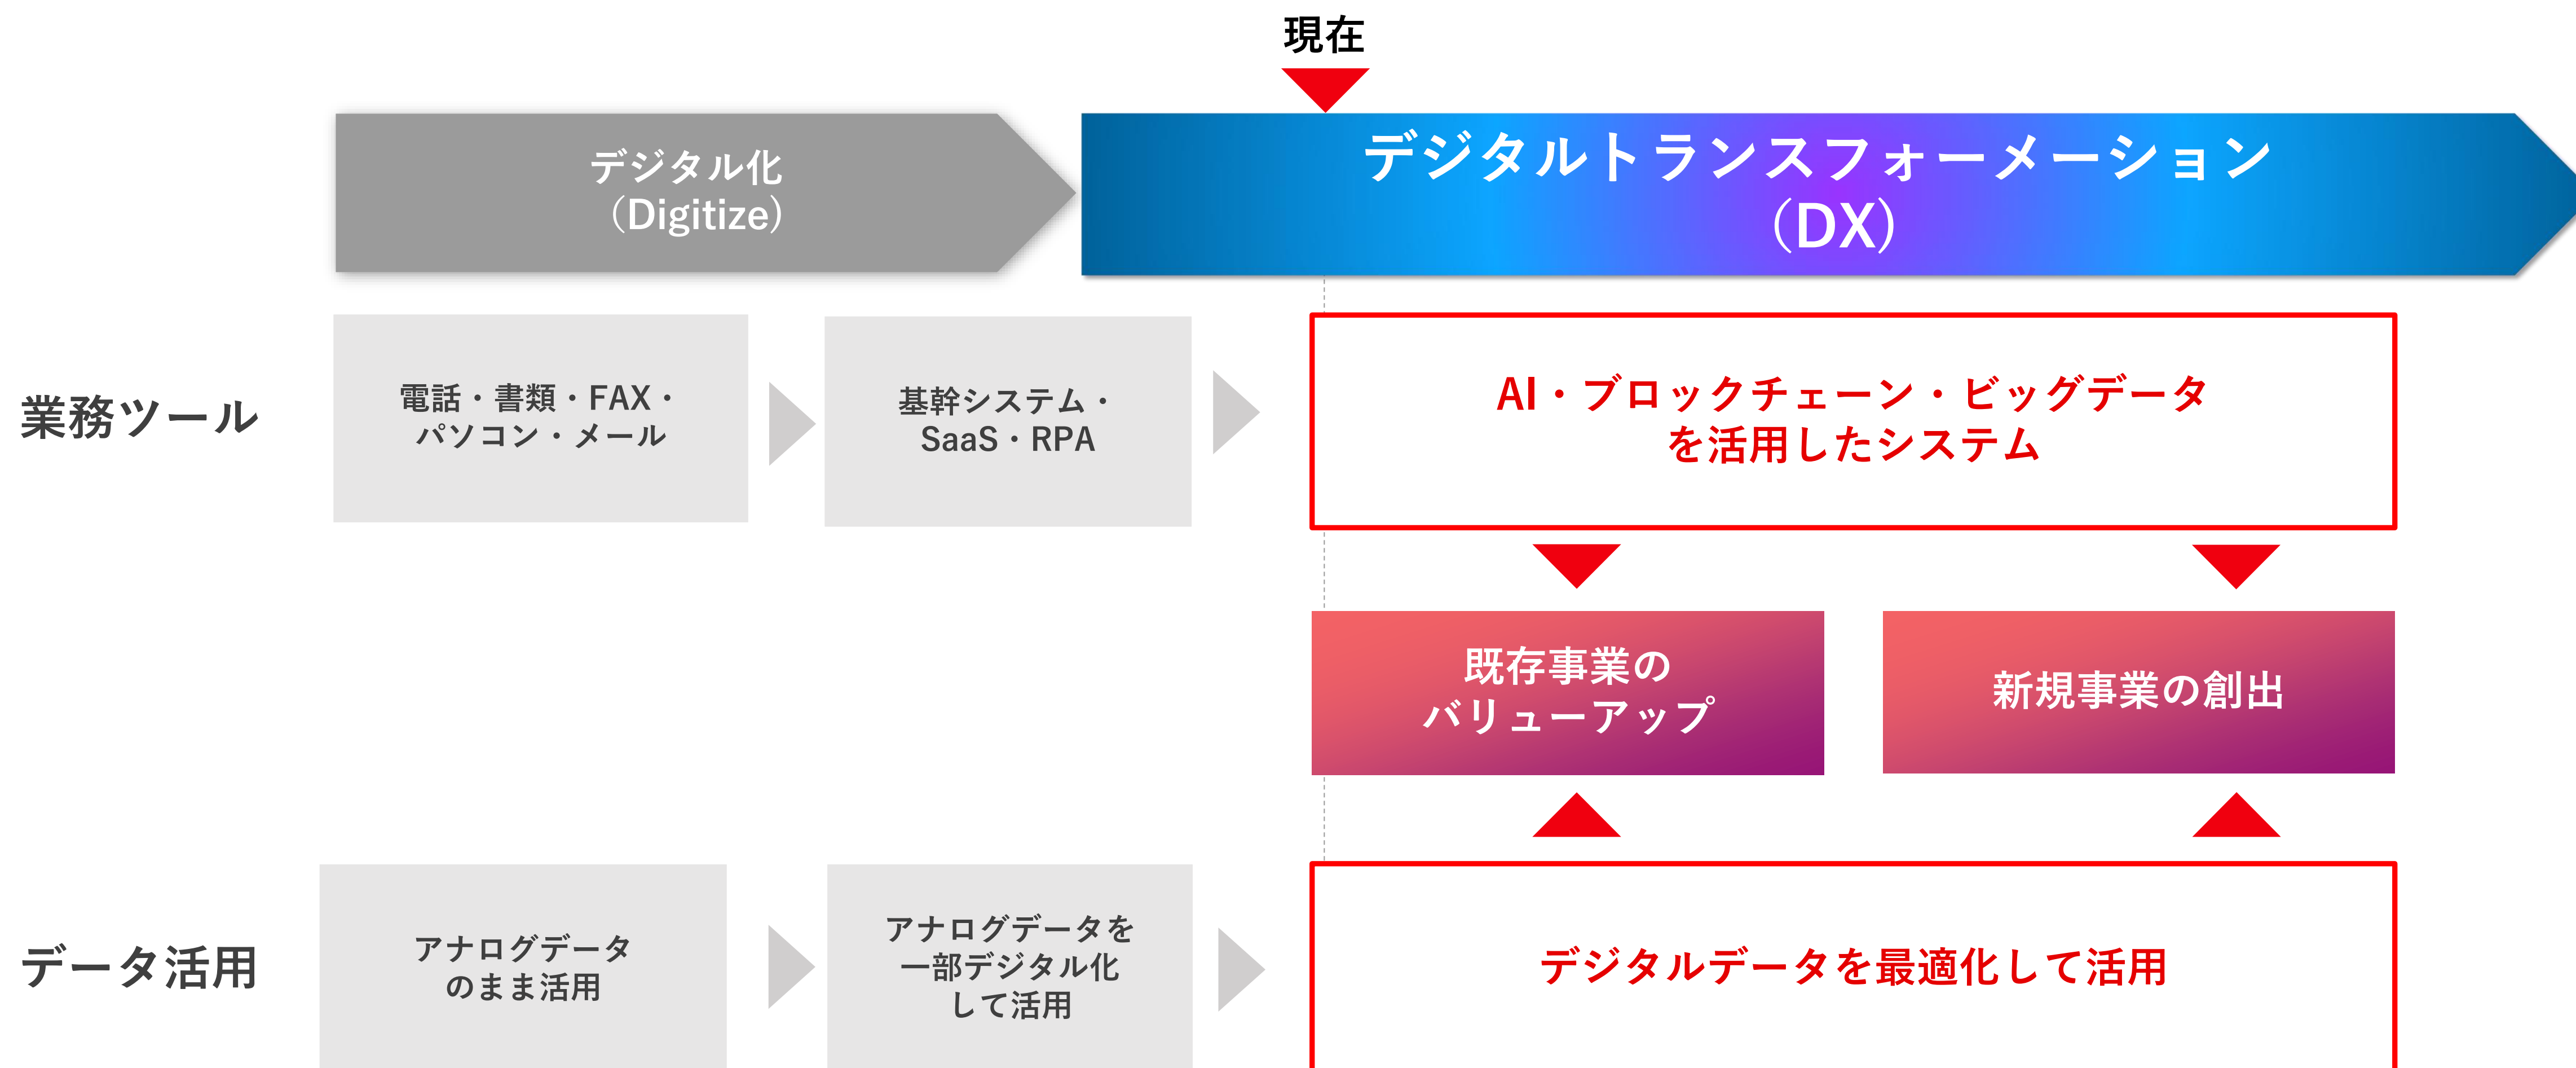 現在
デジタル化
（Digitize）
デジタルトランスフォーメーション
（DX）
業務ツール
電話・書類・FAX・
パソコン・メール
基幹システム・
SaaS・RPA
AI・ブロックチェーン・ビッグデータ
を活用したシステム
既存事業の
バリューアップ
新規事業の創出
データ活用
アナログデータ
のまま活用
アナログデータを
一部デジタル化
して活用
デジタルデータを最適化して活用